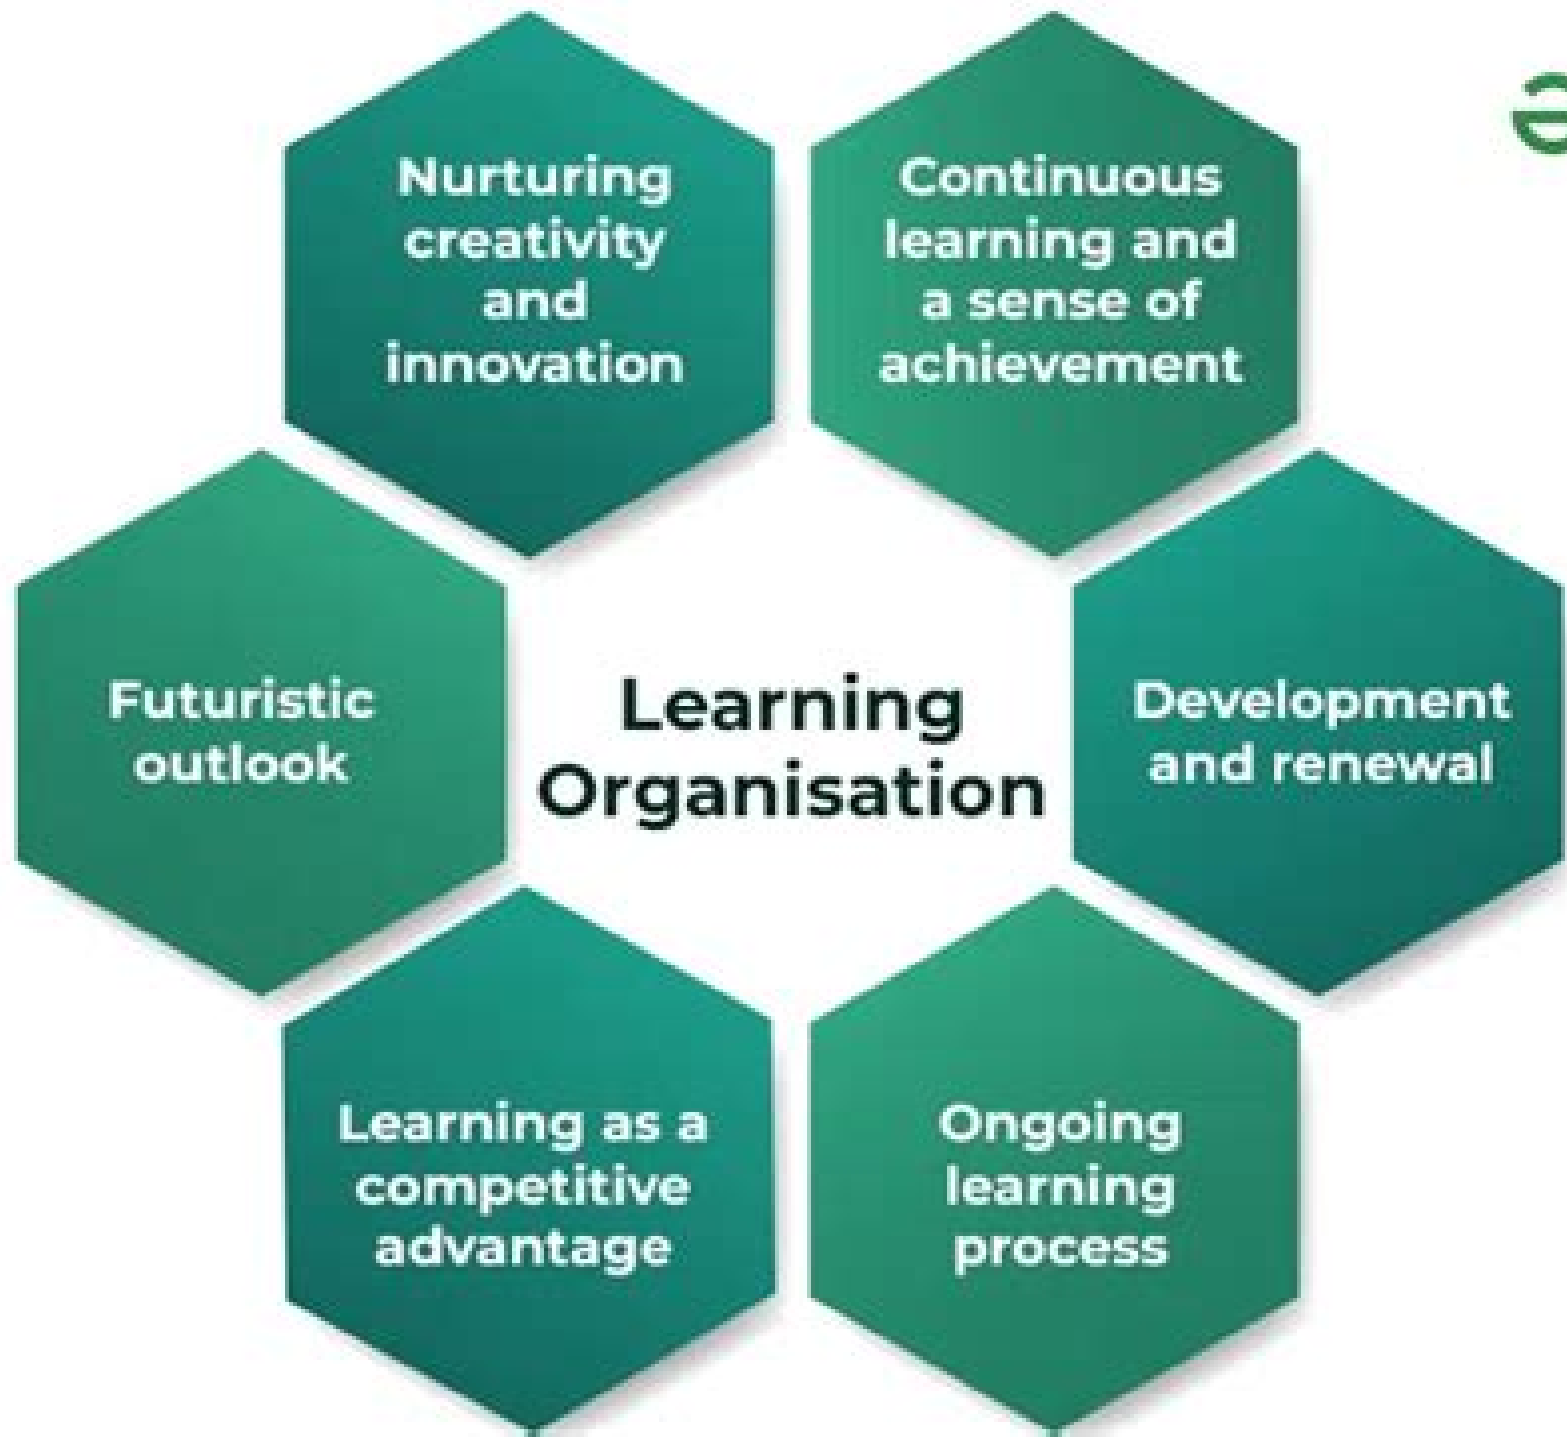 Nurturing
creativity
and
innovation
Continuous
learning and
a sense of
achievement
Futuristic
outlook
Learning
Organisation
Development
and renewal
Learning as a
competitive
advantage
Ongoing
learning
process